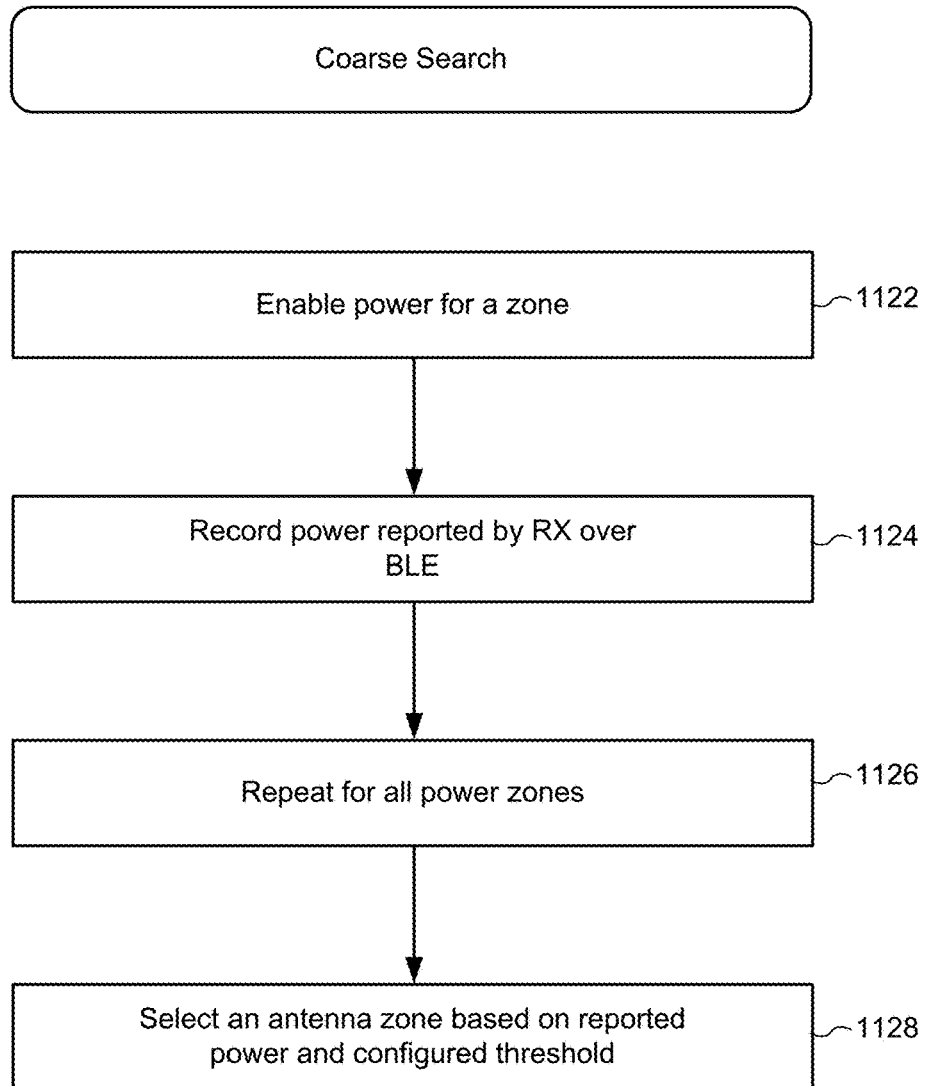 Coarse Search
Enable power for a zone
1122
Record power reported by RX over
BLE
1124
Repeat for all power zones
1126
Select an antenna zone based on reported
power and configured threshold
1128